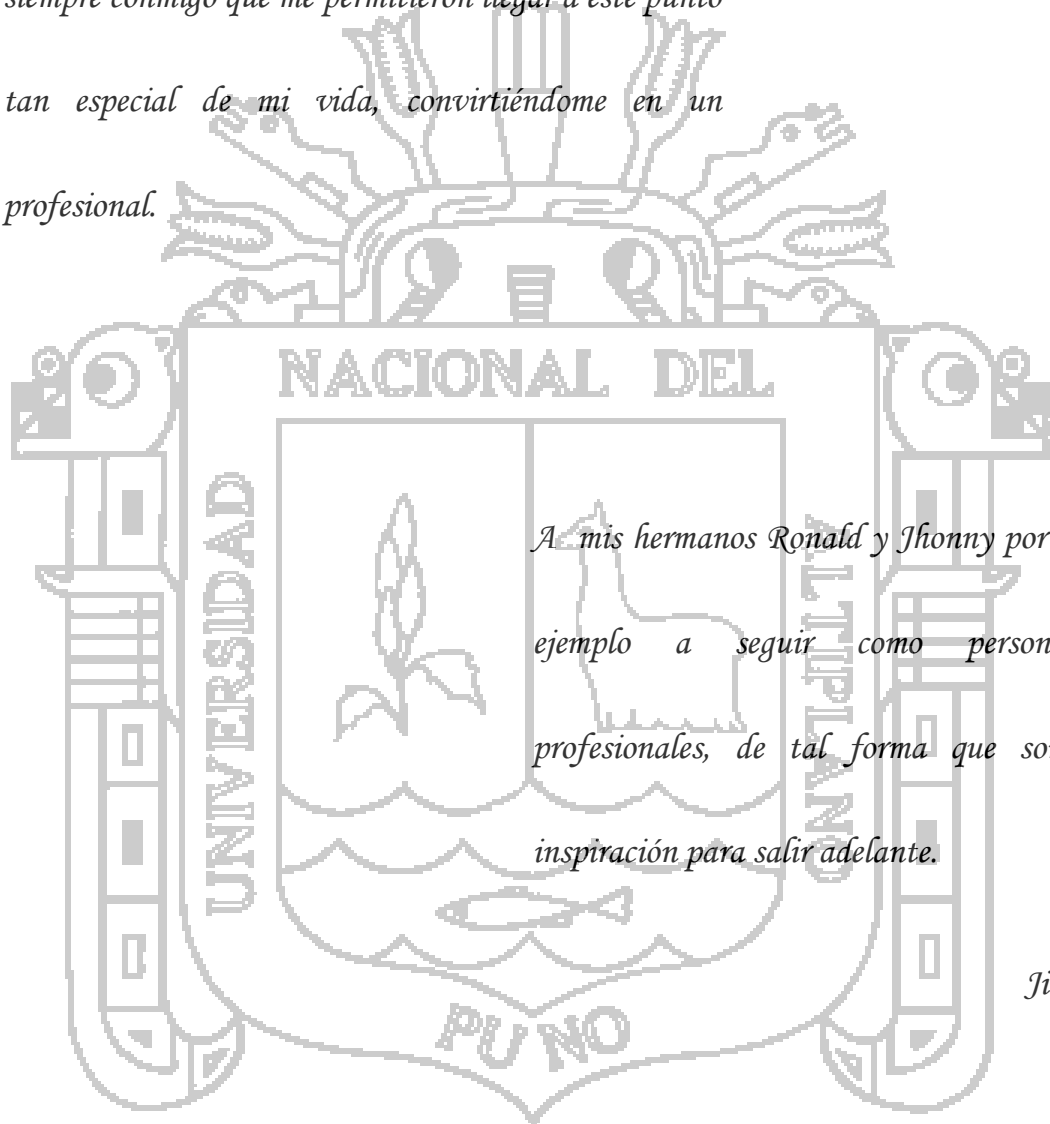 siempre conmigo que me permitieron llegar a este punto
tan especial de mi vida, convirtiéndome en un
profesional.
NACIONAL DEL
UNIVERSIDAD
ALTIPLANO
A mis hermanos Ronald y Jhonny por
ejemplo a seguir como person
profesionales, de tal forma que so
inspiración para salir adelante.
Ji
PUNO